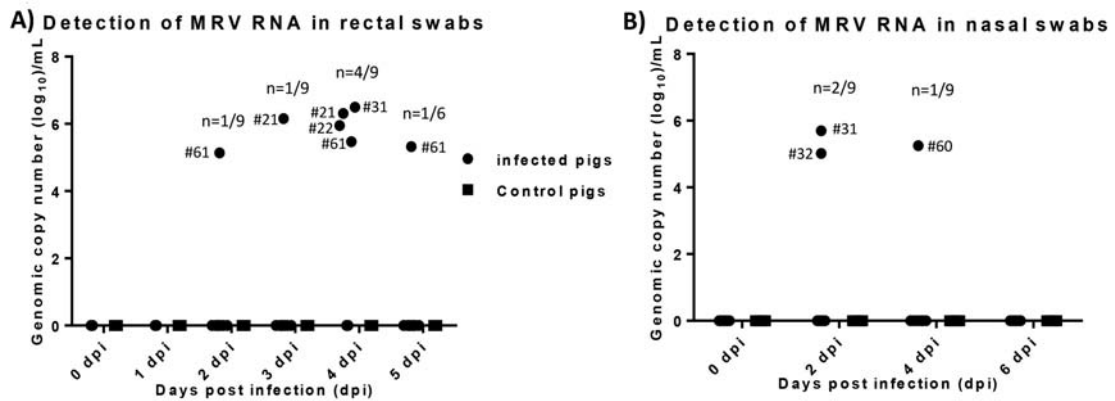 A) Detection of MRV RNA in rectal swabs
Genomic copy number (log10)/mL
8
6
4
2
0
n=1/9
#61
n=1/9
#21
n=4/9
#21
#31
#22
#61
n=1/6
#61
infected pigs
Control pigs
0 dpi
1 dpi
2 dpi
3 dpi
4 dpi
5 dpi
Days post infection (dpi)
B) Detection of MRV RNA in nasal swabs
Genomic copy number (log10)/mL
8
6
4
2
0
n=2/9
#31
#32
n=1/9
#60
0 dpi
2 dpi
4 dpi
6 dpi
Days post infection (dpi)